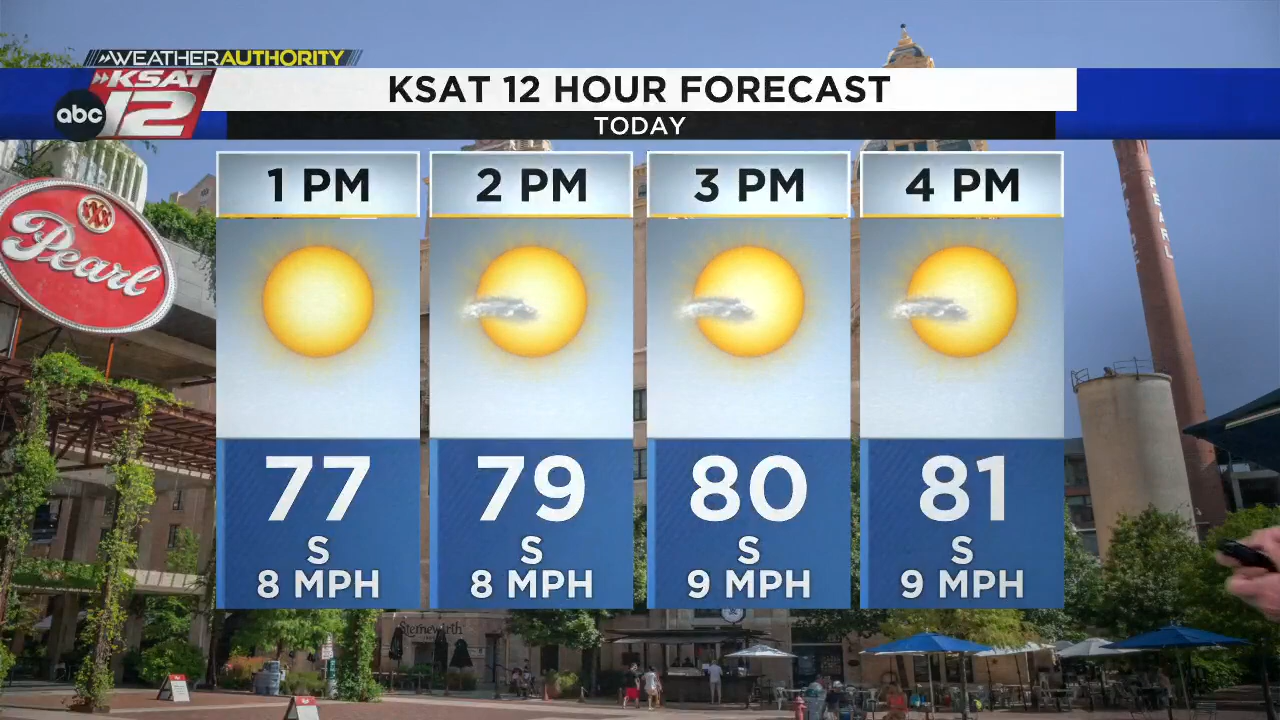 WEATHERAUTHORITY
KSAT
abc
12
KSAT 12 HOUR FORECAST
TODAY
1 PM
2 PM
3 PM
4 PM
Pearl
PEARL
77
79
80
81
S
S
S
S
8 MPH
8 MPH
9 MPH
9 MPH
Sternewirth